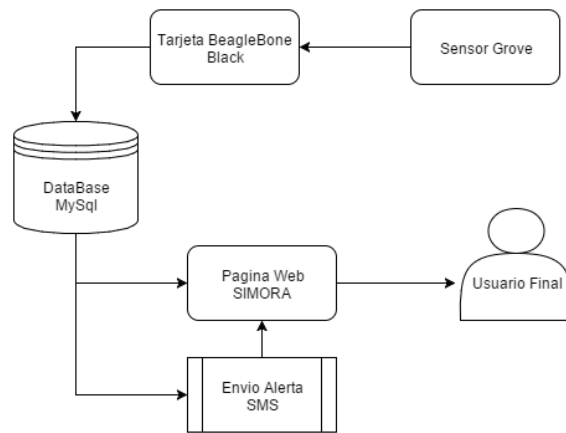 Tarjeta BeagleBone
Black
Sensor Grove
DataBase
MySql
Pagina Web
SIMORA
Usuario Final
Envio Alerta
SMS